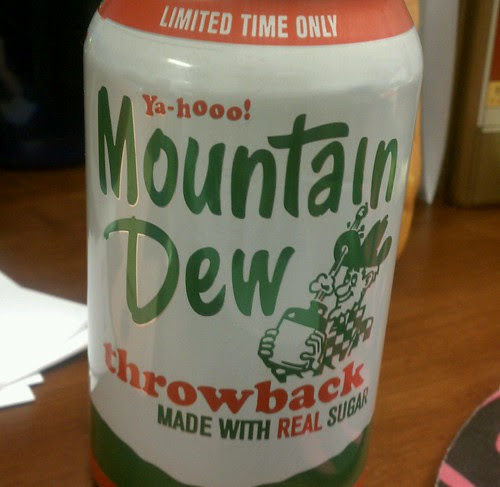 LIMITED TIME ONLY
Ya-hooo!
Mountain
Dew
throwback
MADE WITH REAL SUGAR